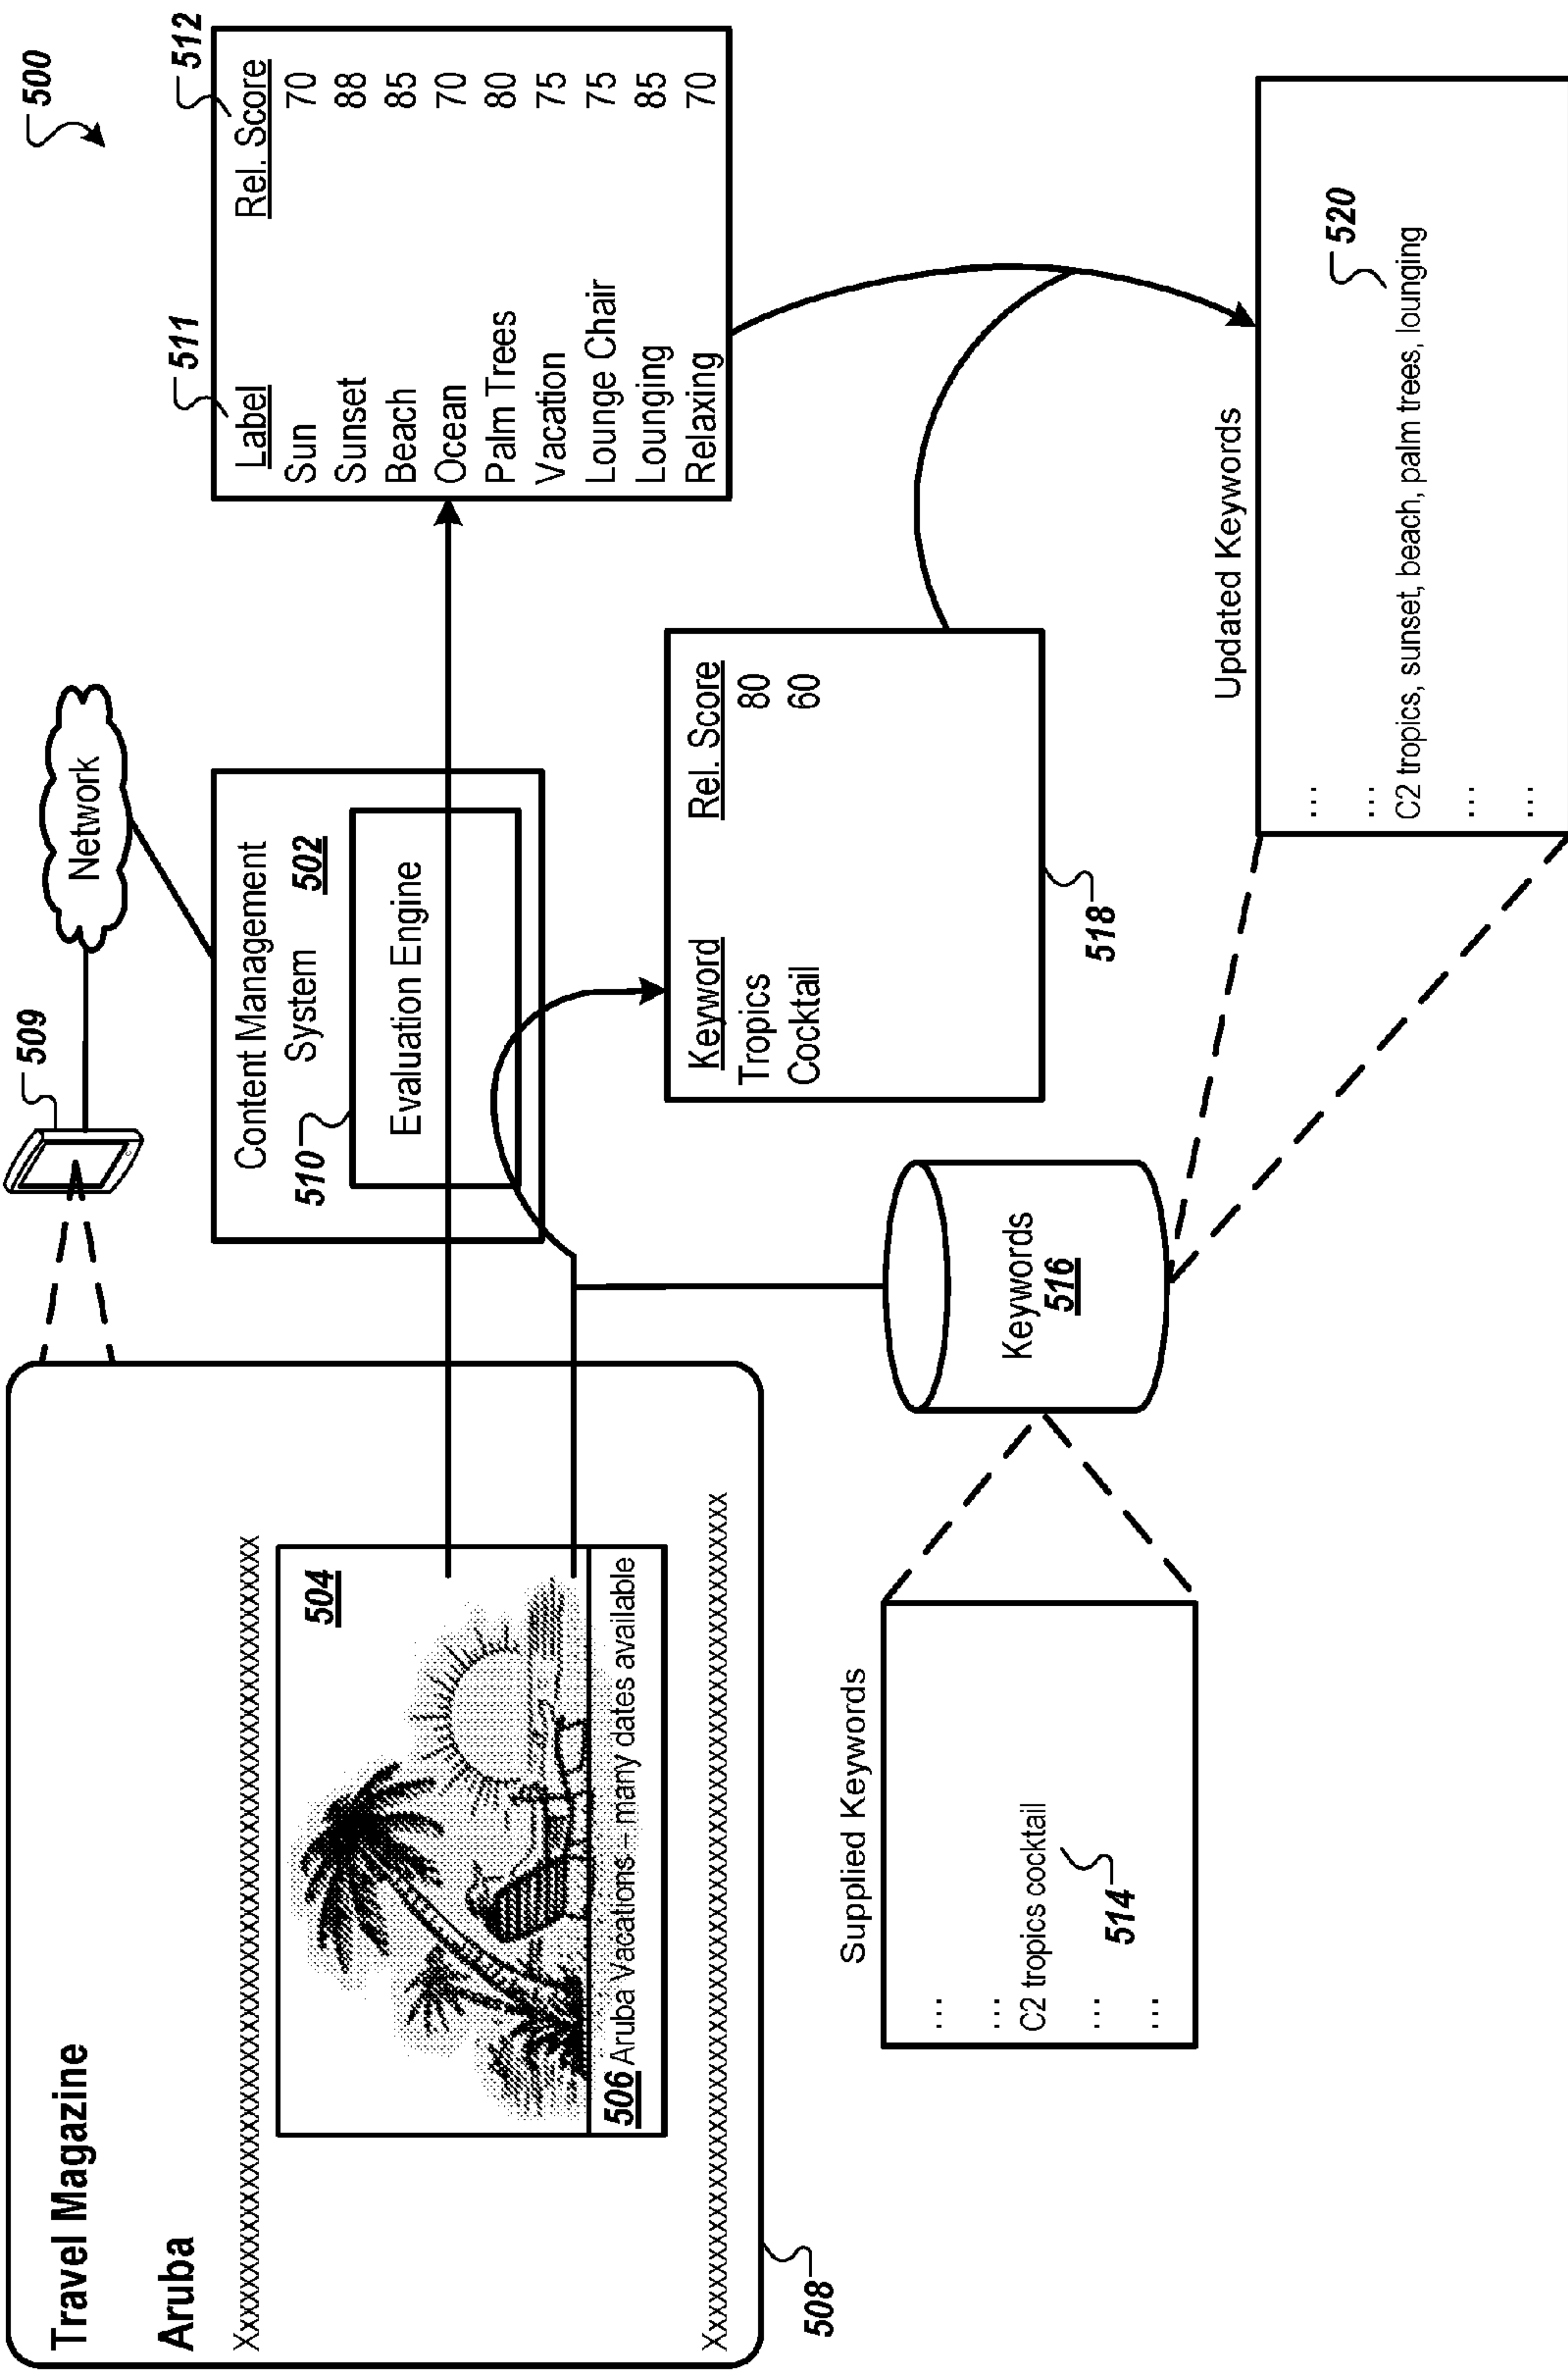 500
Travel Magazine
Aruba
Xxxxxxxxxxxxxxxxxxxxxxxxxxxxxxxxxxxxxxxxxxxxxxxxxxxxxxxx
504
506 Aruba Vacations – many dates available
Xxxxxxxxxxxxxxxxxxxxxxxxxxxxxxxxxxxxxxxxxxxxxxxxxxxxxxxxxxx
508
509
Network
Content Management
System 502
510
Evaluation Engine
511
512
Label Rel. Score
Sun 70
Sunset 88
Beach 85
Ocean 70
Palm Trees 80
Vacation 75
Lounge Chair 75
Lounging 85
Relaxing 70
Keyword Rel. Score
Tropics 80
Cocktail 60
518
Supplied Keywords
...
...
C2 tropics cocktail
...
...
514
Keywords
516
Updated Keywords
...
...
C2 tropics, sunset, beach, palm trees, lounging
...
...
520